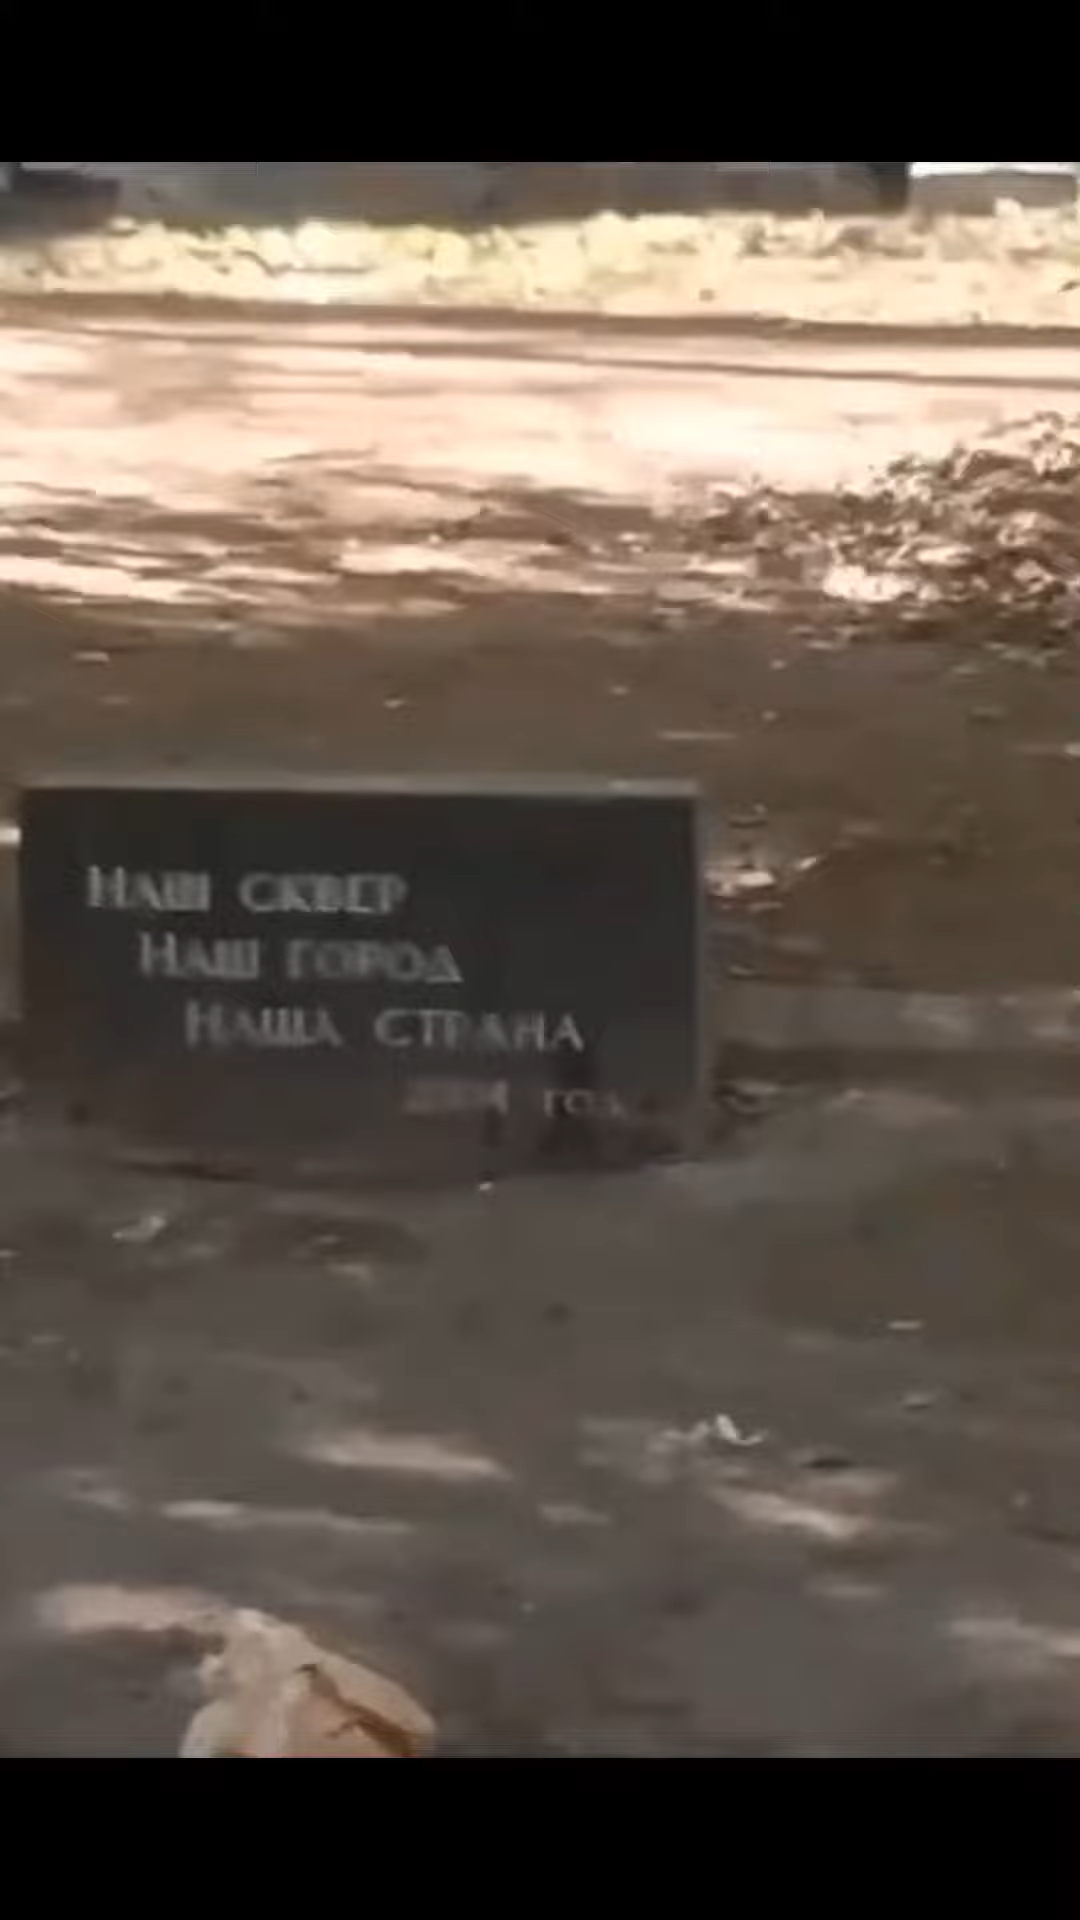 Наш сквер
Наш город
Наша страна
год